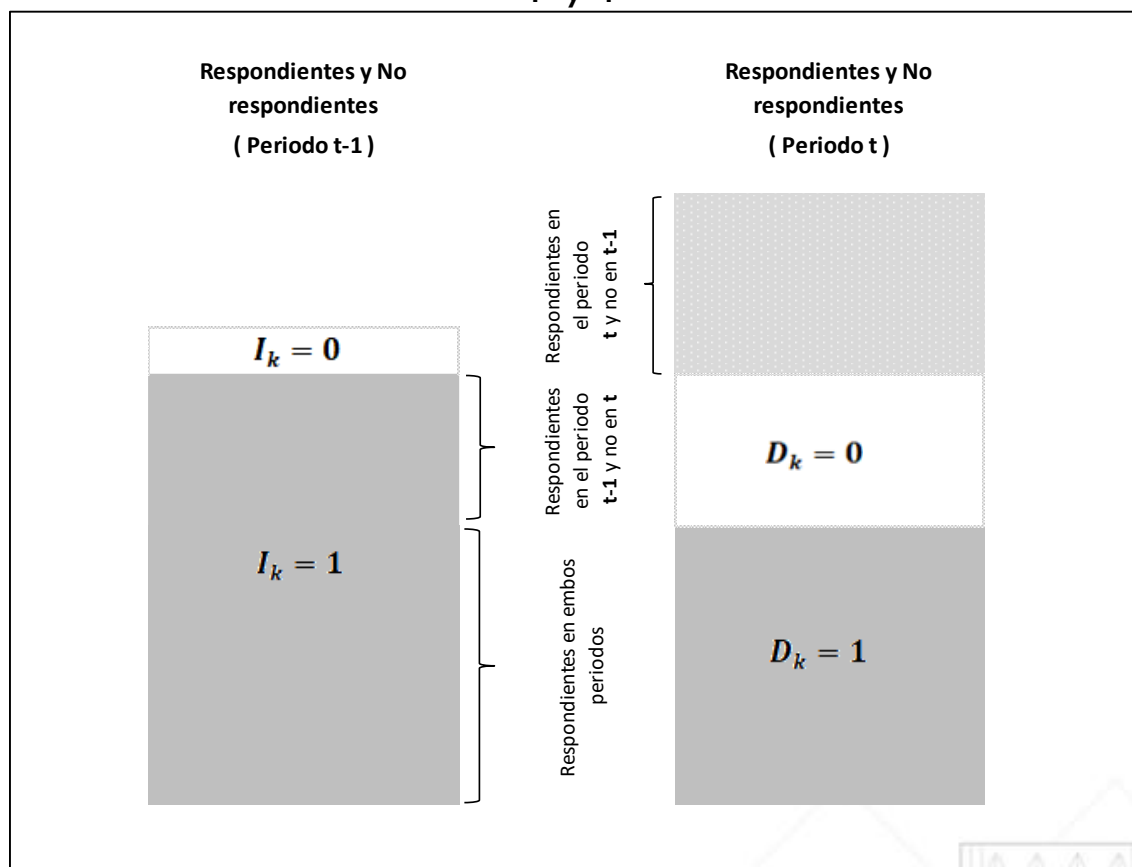 Respondientes y No
respondientes
( Periodo t-1 )
Respondientes y No
respondientes
( Periodo t )
Respondientes en
el periodo
t y no en t-1
I_k = 0
Respondientes
en el periodo
t-1 y no en t
D_k = 0
I_k = 1
Respondientes en embos
periodos
D_k = 1